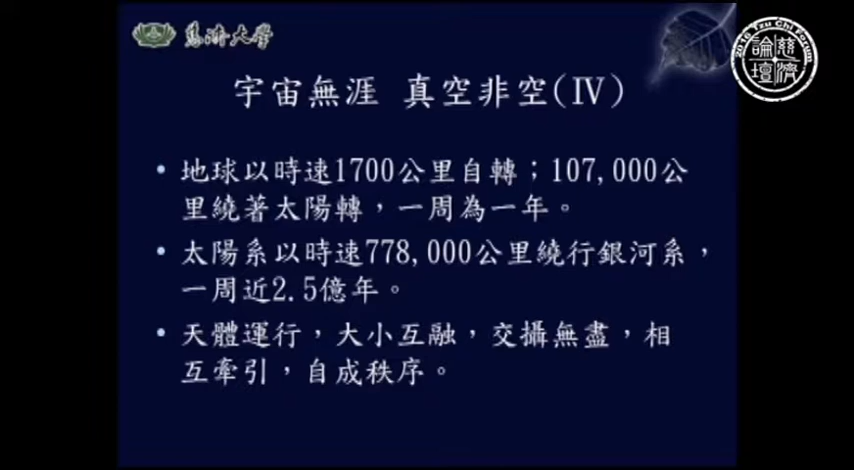 慈濟大學
2016 Tzu Chi Forum
慈濟
論壇
宇宙無涯 真空非空(Ⅳ)
• 地球以時速1700公里自轉；107,000公
里繞著太陽轉，一周為一年。
• 太陽系以時速778,000公里繞行銀河系，
一周近2.5億年。
• 天體運行，大小互融，交攝無盡，相
互牽引，自成秩序。